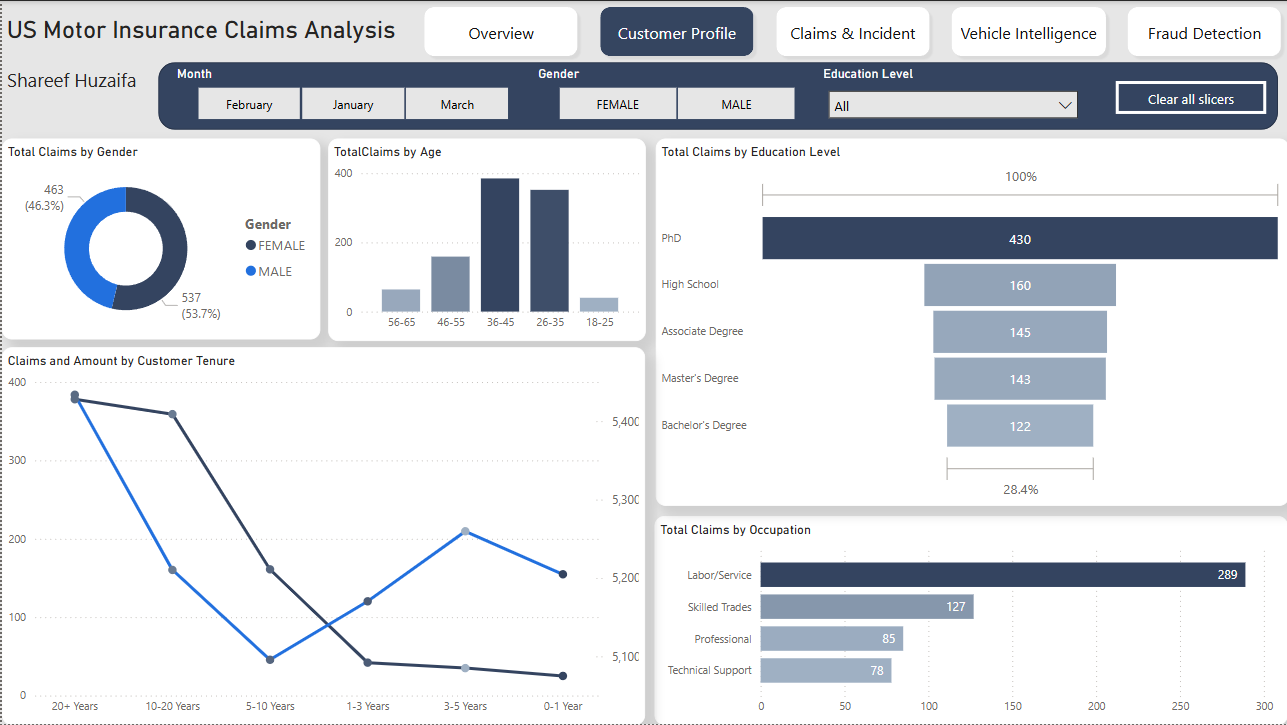 US Motor Insurance Claims Analysis
Overview
Customer Profile
Claims & Incident
Vehicle Intelligence
Fraud Detection
Shareef Huzaifa
Month
February
January
March
Gender
FEMALE
MALE
Education Level
All
Clear all slicers
Total Claims by Gender
463
(46.3%)
537
(53.7%)
Gender
FEMALE
MALE
TotalClaims by Age
400
200
0
56-65
46-55
36-45
26-35
18-25
Total Claims by Education Level
100%
PhD
430
High School
160
Associate Degree
145
Master's Degree
143
Bachelor's Degree
122
28.4%
Claims and Amount by Customer Tenure
400
300
200
100
0
5,400
5,300
5,200
5,100
20+ Years
10-20 Years
5-10 Years
1-3 Years
3-5 Years
0-1 Year
Total Claims by Occupation
Labor/Service
289
Skilled Trades
127
Professional
85
Technical Support
78
0
50
100
150
200
250
300